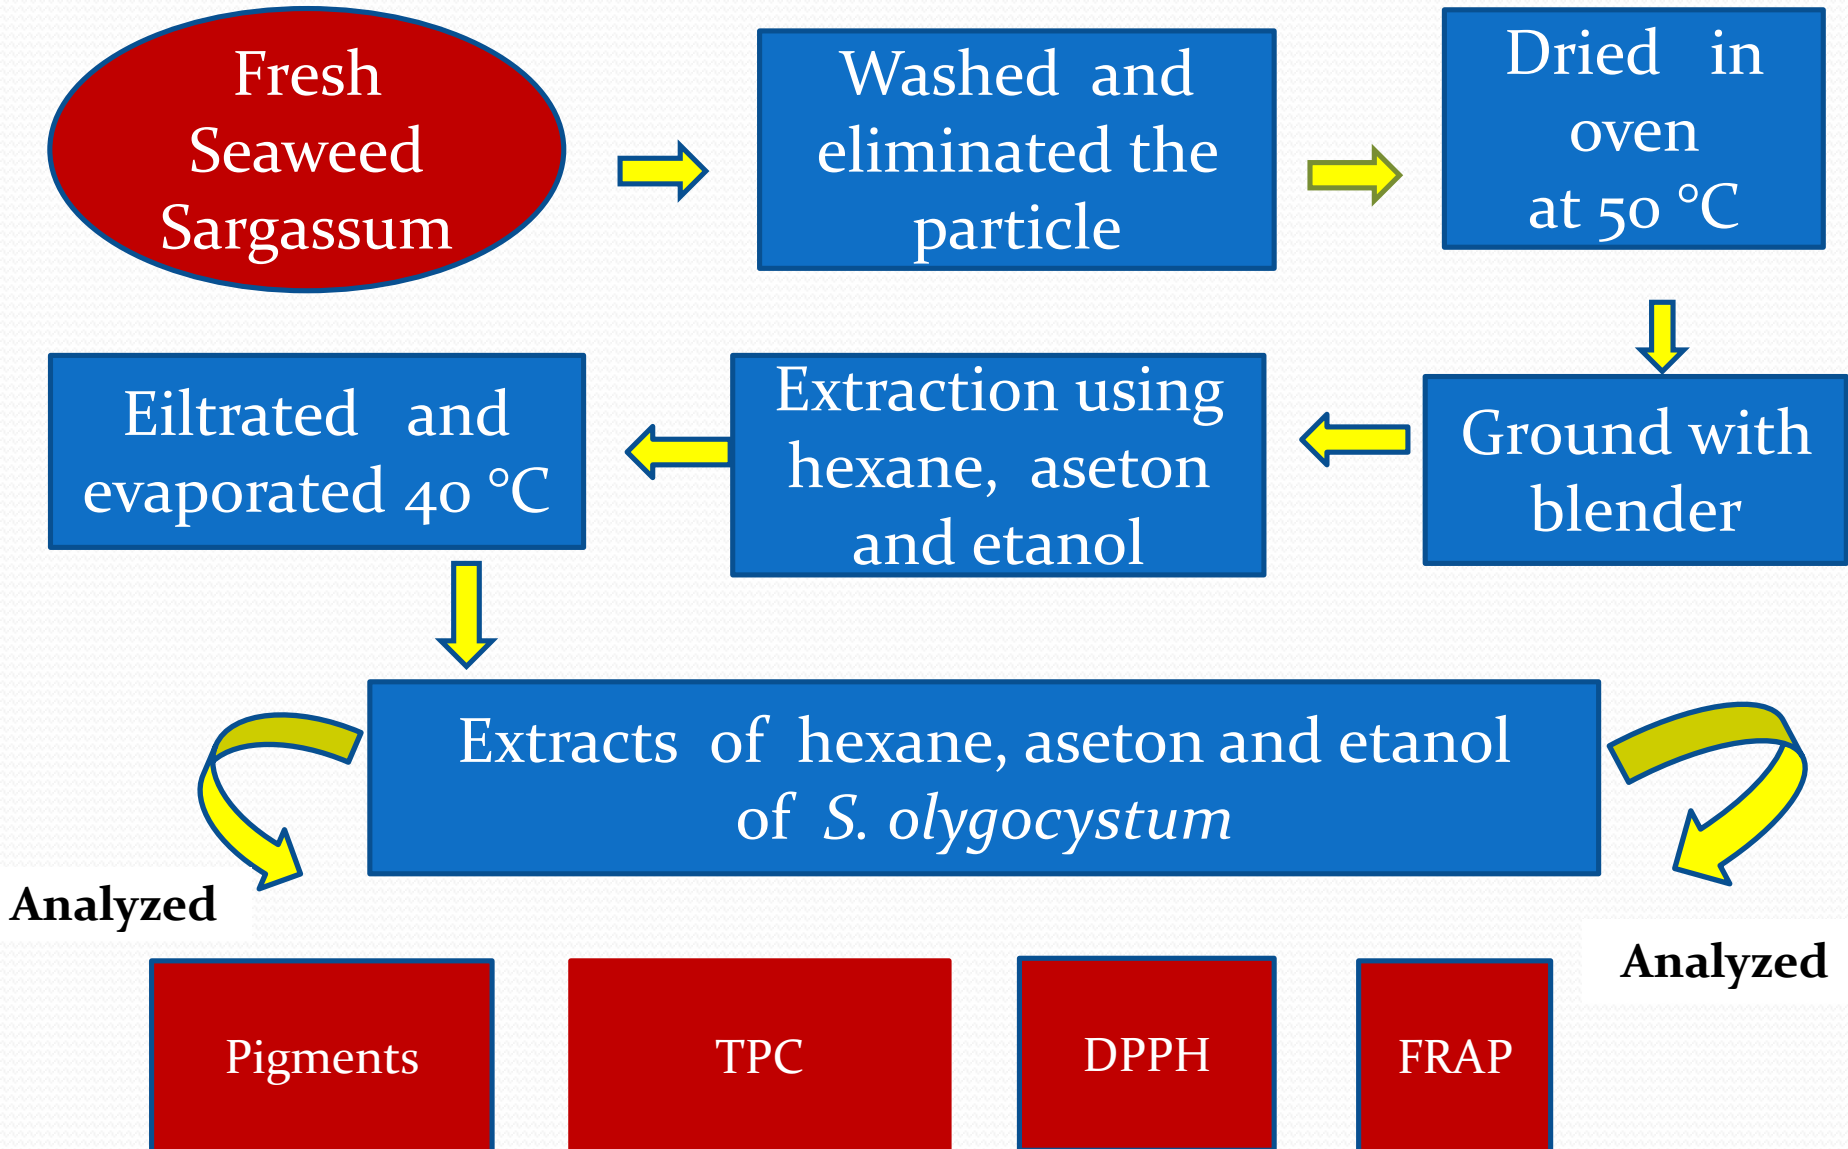 Fresh
Seaweed
Sargassum
Washed and
eliminated the
particle
Dried in
oven
at 50 °C
Ground with
blender
Extraction using
hexane, aseton
and etanol
Eiltrated and
evaporated 40 °C
Extracts of hexane, aseton and etanol
of S. olygocystum
Analyzed
Analyzed
Pigments
TPC
DPPH
FRAP